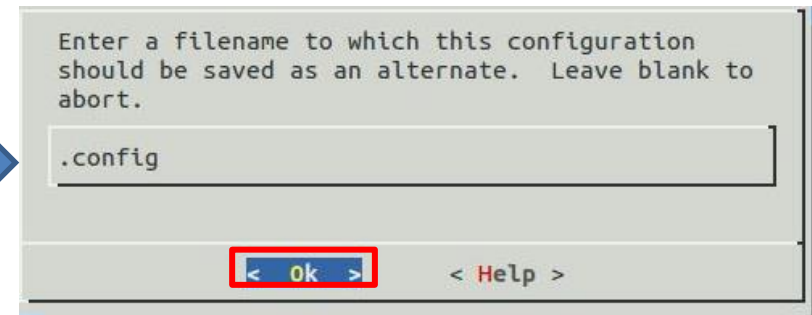 Enter a filename to which this configuration
should be saved as an alternate.  Leave blank to
abort.
.config
<  Ok  >
< Help >